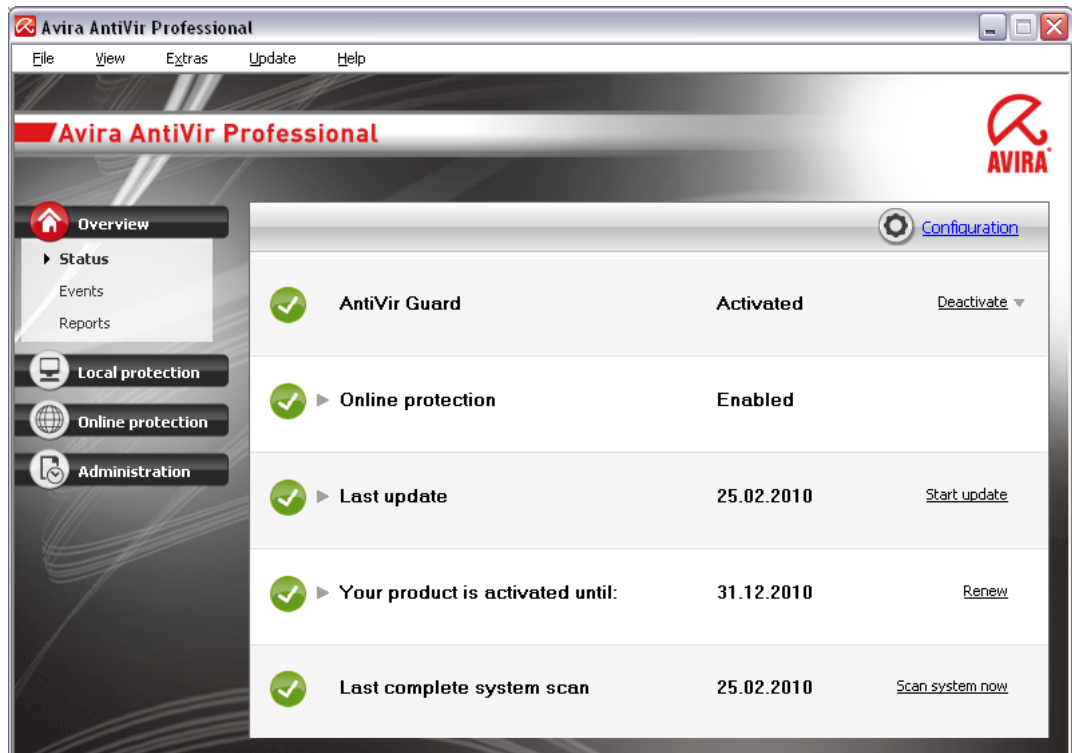 Avira AntiVir Professional
File View Extras Update Help
Avira AntiVir Professional
AVIRA
Overview
Status
Events
Reports
Local protection
Online protection
Administration
Configuration
AntiVir Guard Activated Deactivate
Online protection Enabled
Last update 25.02.2010 Start update
Your product is activated until: 31.12.2010 Renew
Last complete system scan 25.02.2010 Scan system now